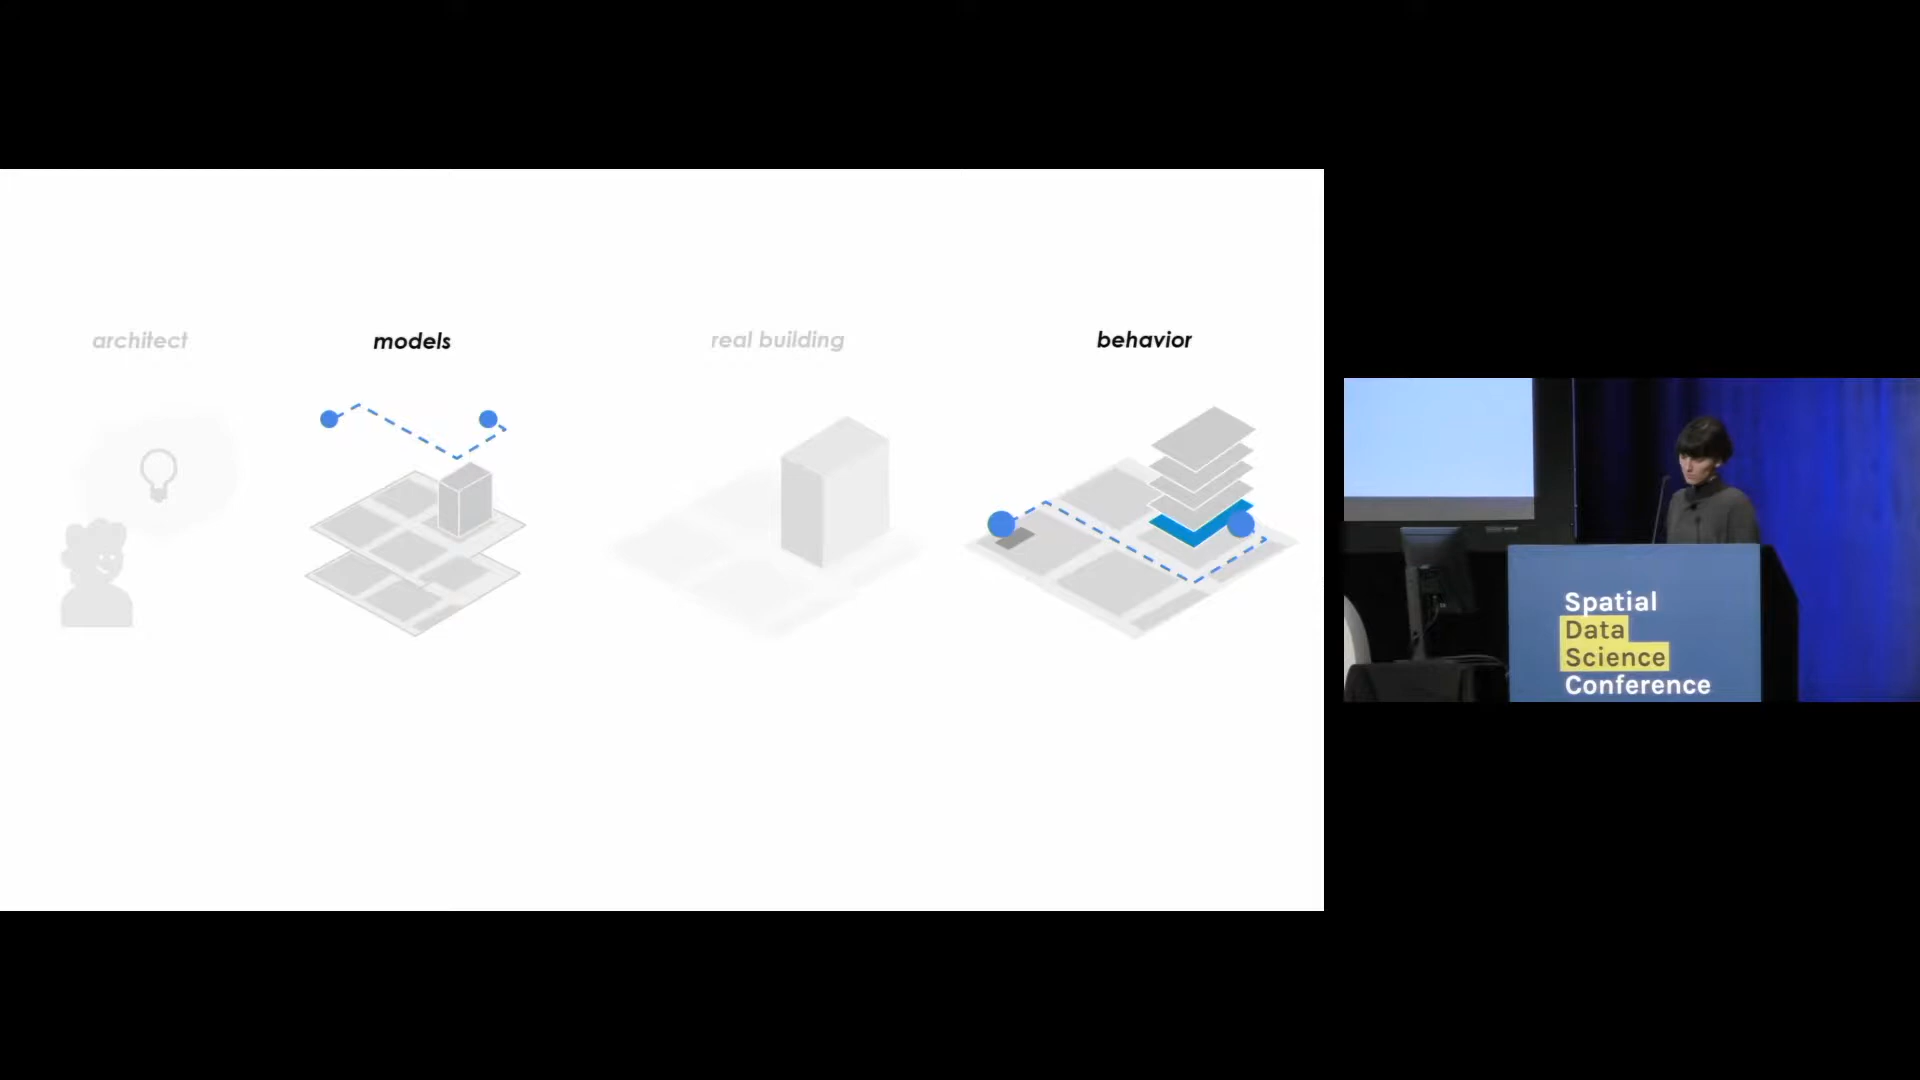 architect
models
real building
behavior
Spatial
Data
Science
Conference